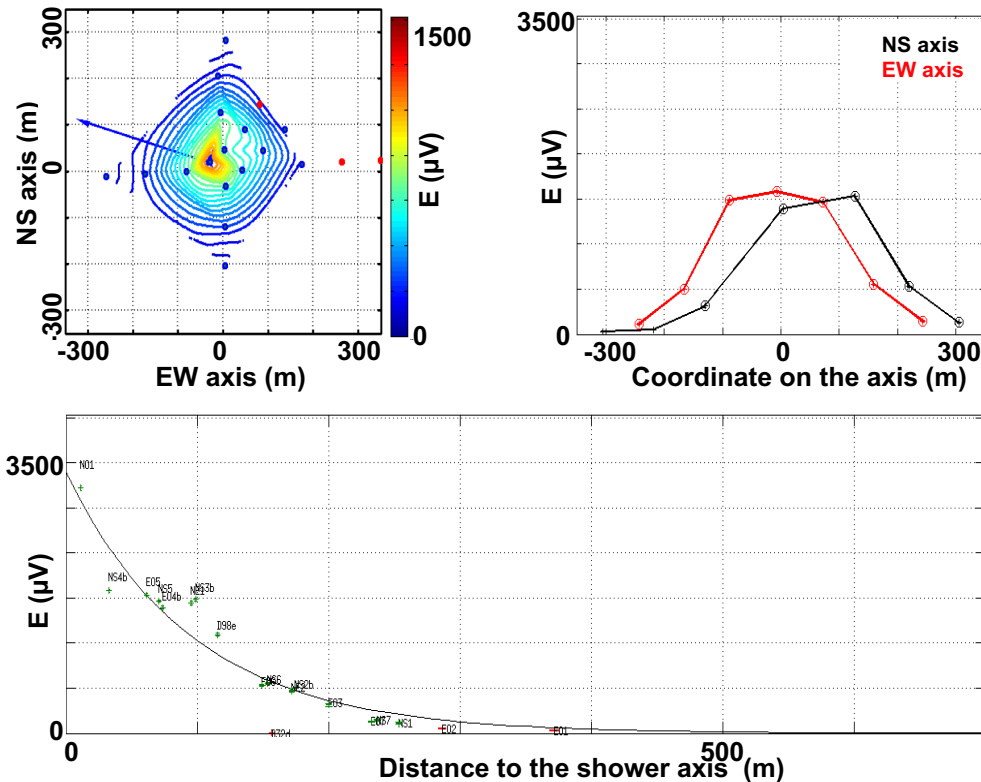 300
0
-300
NS axis (m)
-300
0
300
EW axis (m)
1500
0
E (µV)
3500
0
E (µV)
NS axis
EW axis
-300
0
300
Coordinate on the axis (m)
3500
0
E (µV)
N01
NS4b
E05
NS5
E04b
NS3b
D98e
NS6
NS2b
E03
NS7
NS1
E02
E01
0
500
Distance to the shower axis (m)